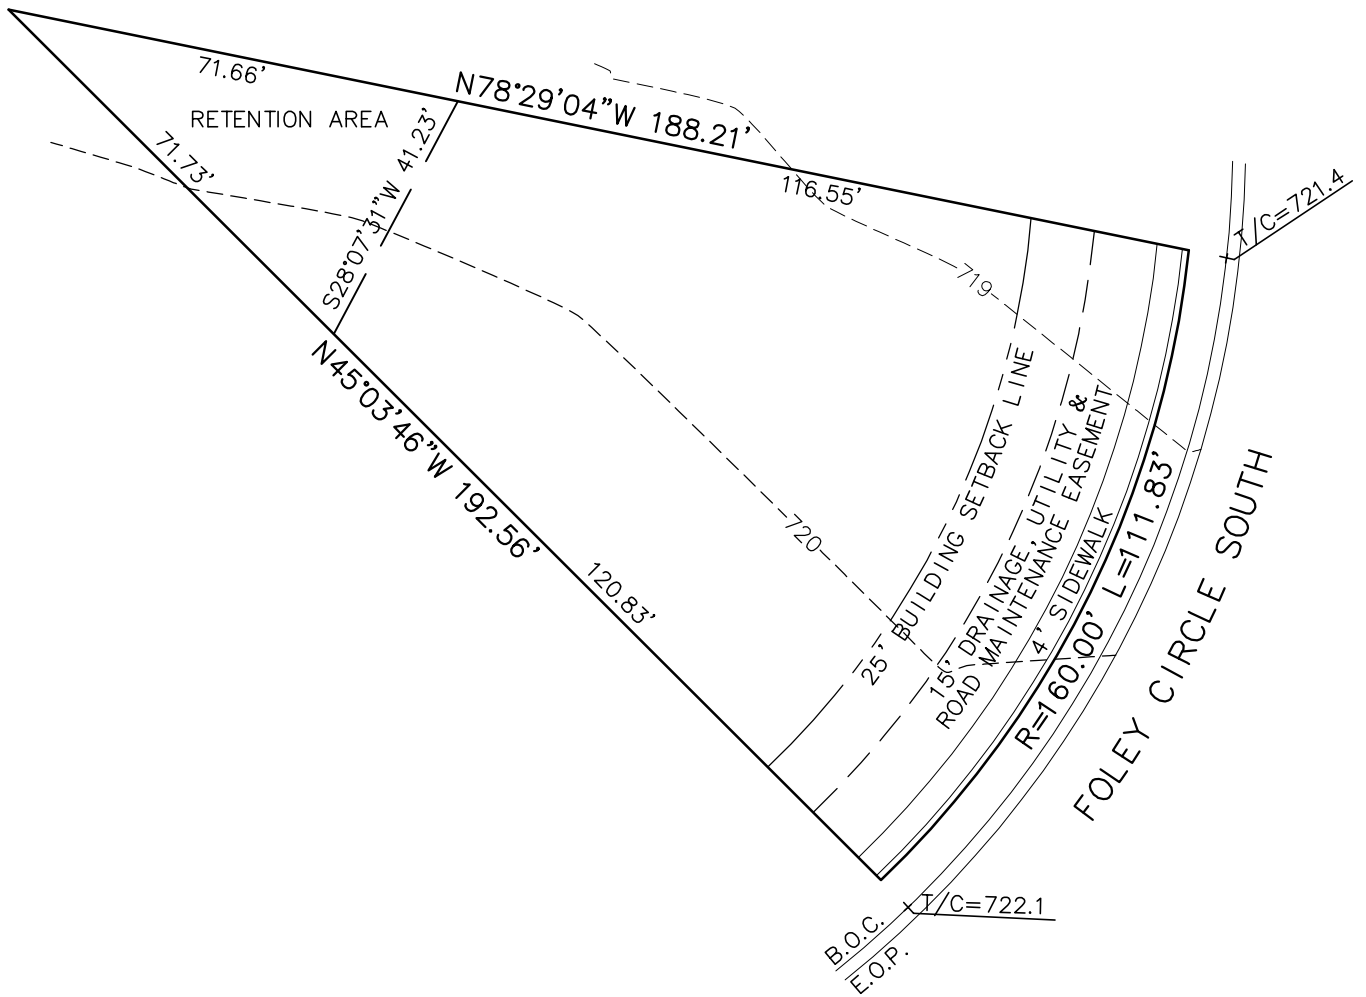 71.66'
N78°29'04"W 188.21'
RETENTION AREA
71.73'
S28°07'31"W 41.23'
116.55'
T/C=721.4
719
N45°03'46"W 192.56'
720
120.83'
25' BUILDING SETBACK LINE
15' DRAINAGE, UTILITY &
ROAD MAINTENANCE EASEMENT
4' SIDEWALK
R=160.00' L=111.83'
FOLEY CIRCLE SOUTH
T/C=722.1
B.O.C.
E.O.P.